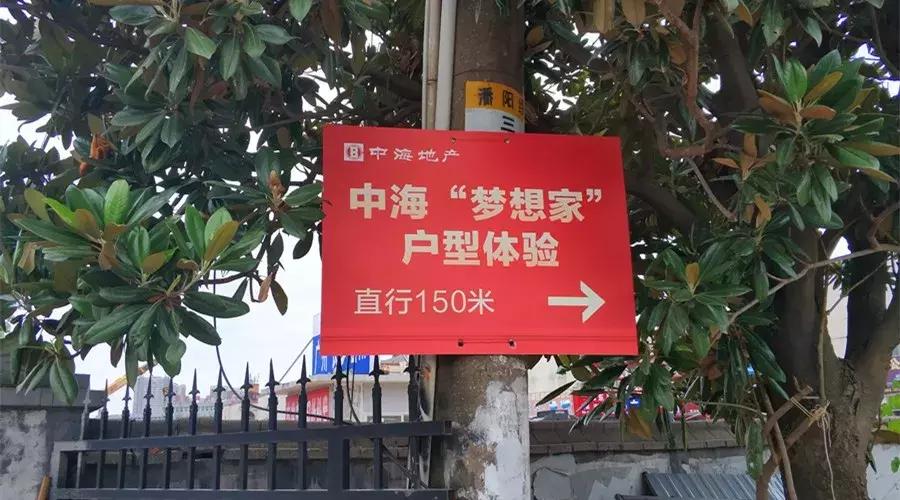 潘阳
三
中海地产
中海“梦想家”
户型体验
直行150米